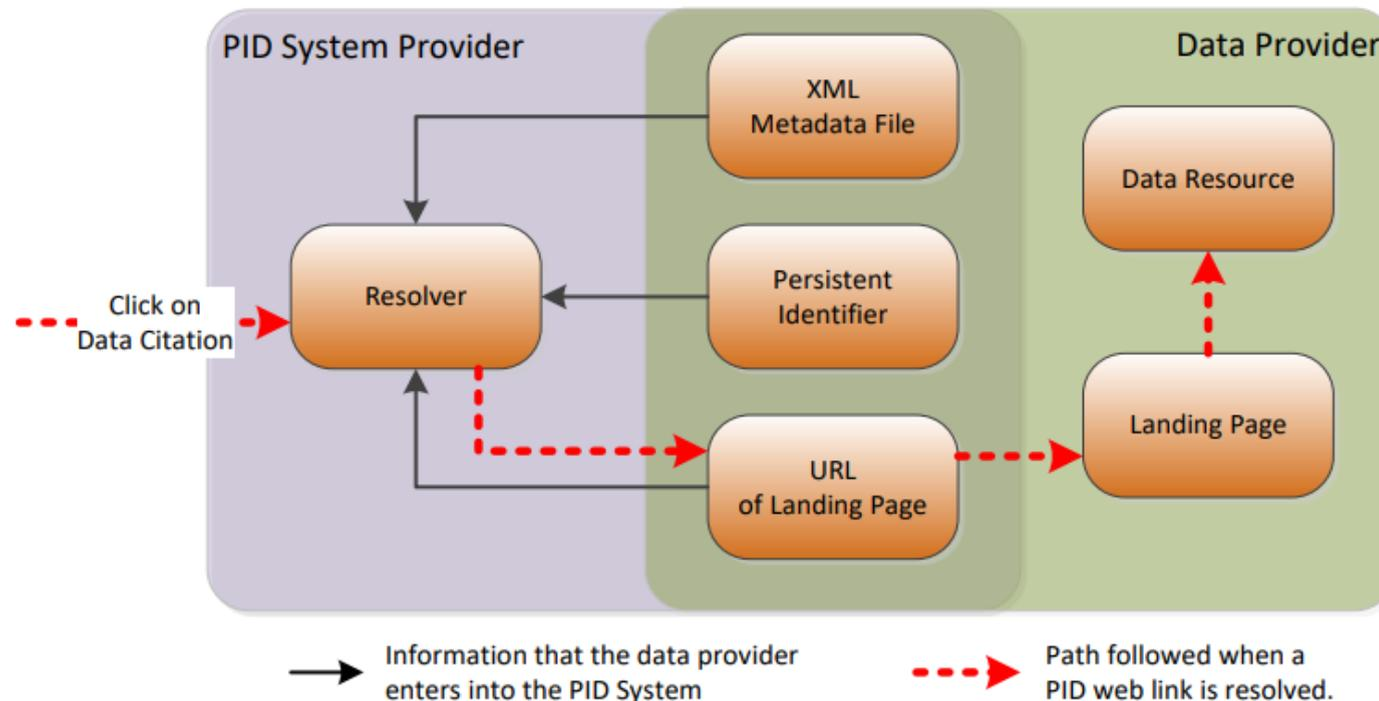 PID System Provider
Data Provider
XML
Metadata File
Data Resource
Resolver
Persistent
Identifier
Click on
Data Citation
Landing Page
URL
of Landing Page
Information that the data provider
enters into the PID System
Path followed when a
PID web link is resolved.